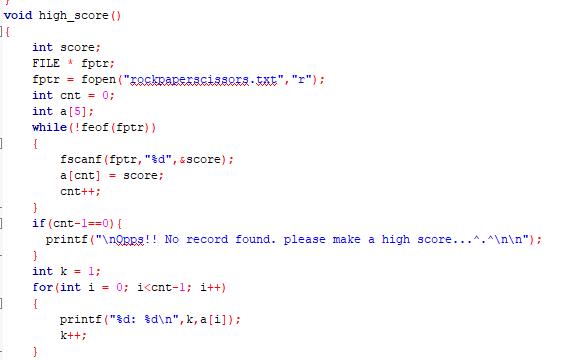 void high_score()
{
int score;
FILE * fptr;
fptr = fopen("rockpaperscissors.txt","r");
int cnt = 0;
int a[5];
while(!feof(fptr))
{
fscanf(fptr,"%d",&score);
a[cnt] = score;
cnt++;
}
if(cnt-1==0){
printf("\nOpps!! No record found. please make a high score...^.^\n\n");
}
int k = 1;
for(int i = 0; i<cnt-1; i++)
{
printf("%d: %d\n",k,a[i]);
k++;
}